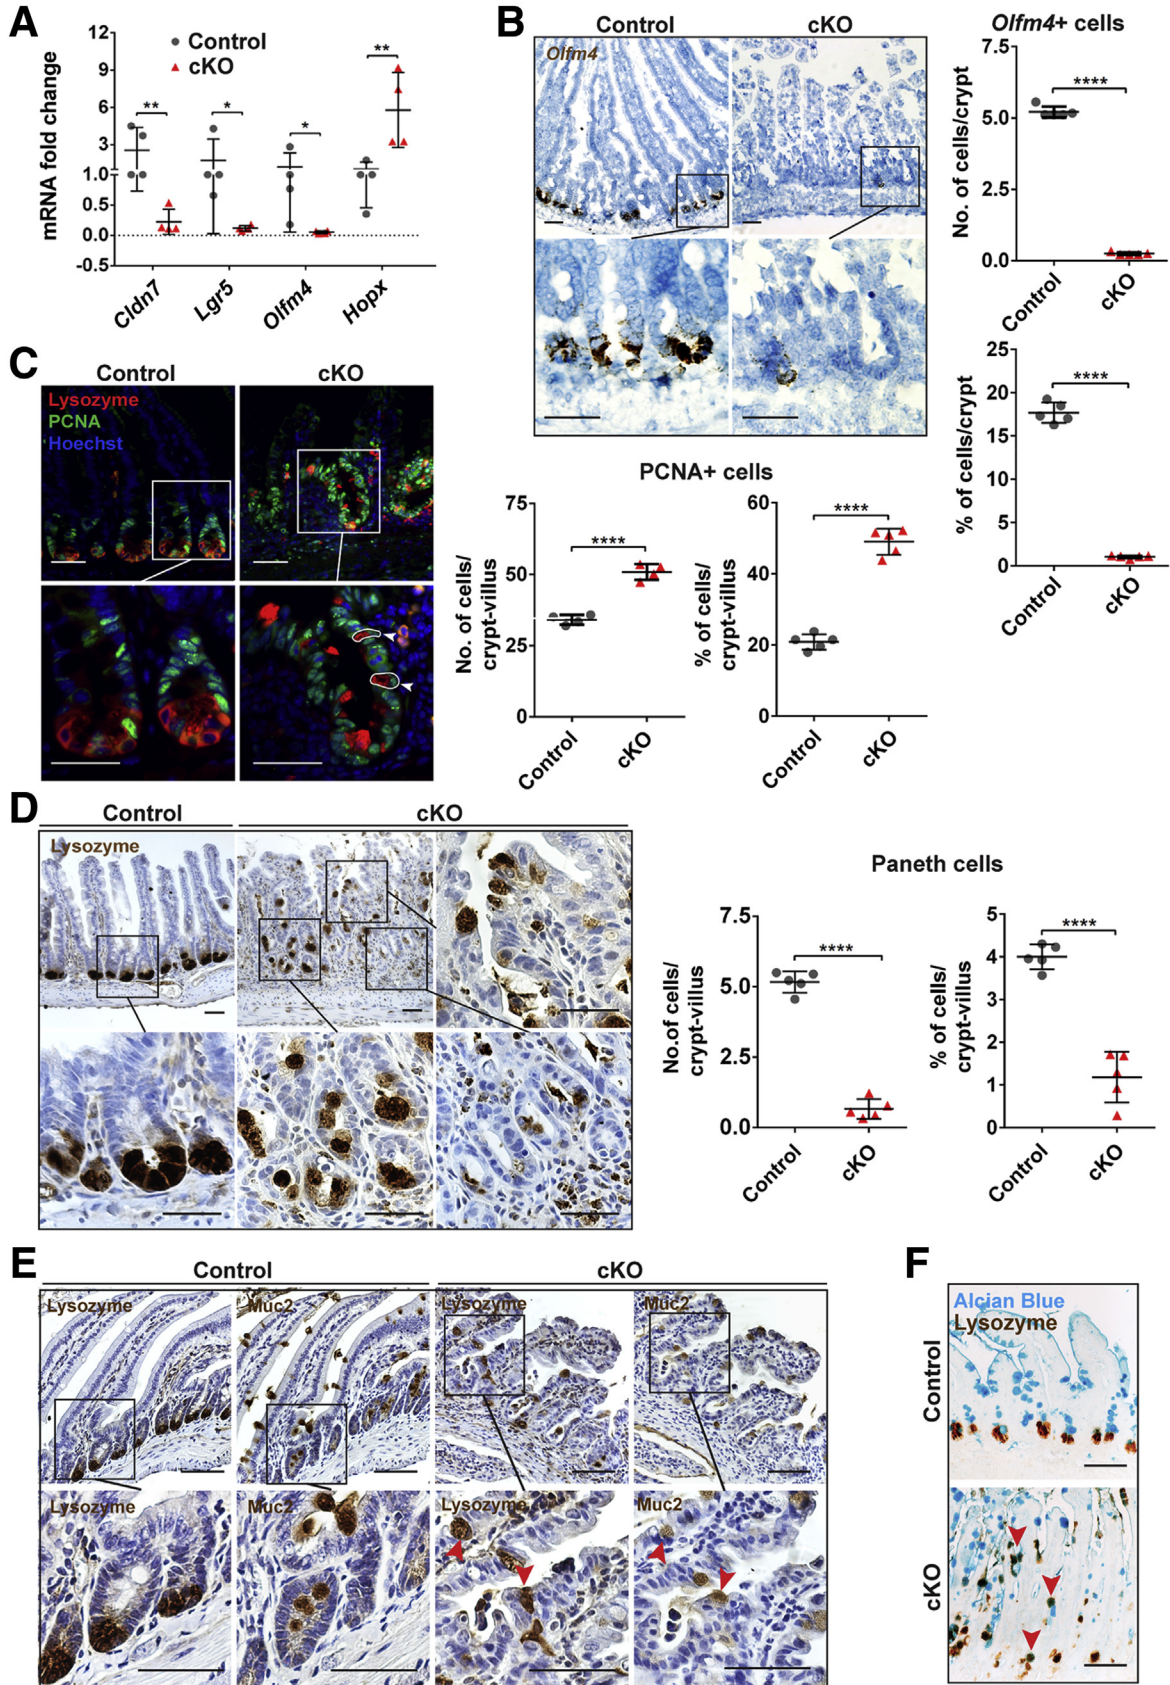 A
mRNA fold change
12
9
6
3
1.0
0.5
0.0
-0.5
Control
cKO
**
*
*
**
Cldn7
Lgr5
Olfm4
Hopx
B
Control
cKO
Olfm4
Olfm4+ cells
No. of cells/crypt
7.5
5.0
2.5
0.0
****
Control
cKO
% of cells/crypt
25
20
15
10
5
0
****
Control
cKO
C
Control
cKO
Lysozyme
PCNA
Hoechst
PCNA+ cells
No. of cells/
crypt-villus
75
50
25
0
****
Control
cKO
% of cells/
crypt-villus
60
40
20
0
****
Control
cKO
D
Control
cKO
Lysozyme
Paneth cells
No.of cells/
crypt-villus
7.5
5.0
2.5
0.0
****
Control
cKO
% of cells/
crypt-villus
5
4
3
2
1
0
****
Control
cKO
E
Control
cKO
Lysozyme
Muc2
Lysozyme
Muc2
Lysozyme
Muc2
Lysozyme
Muc2
F
Alcian Blue
Lysozyme
Control
cKO